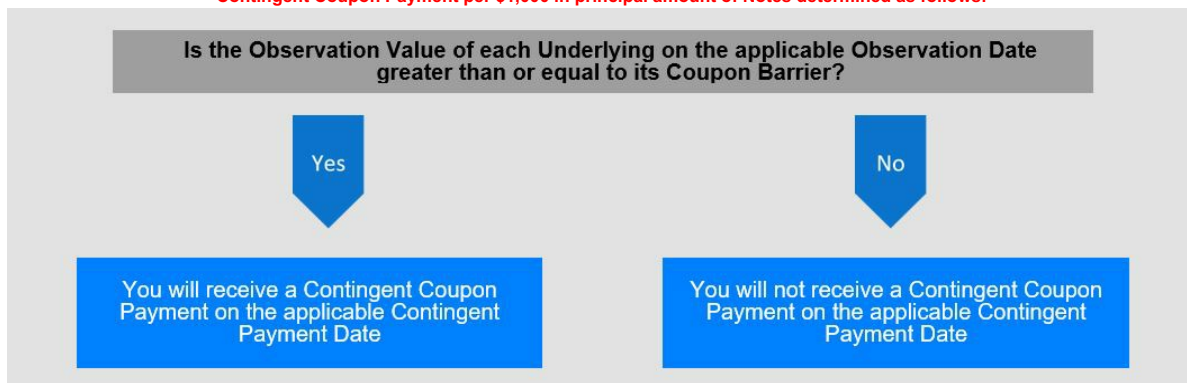 Contingent Coupon Payment per $1,000 in principal amount of Notes determined as follows:
Is the Observation Value of each Underlying on the applicable Observation Date
greater than or equal to its Coupon Barrier?
Yes
No
You will receive a Contingent Coupon
Payment on the applicable Contingent
Payment Date
You will not receive a Contingent Coupon
Payment on the applicable Contingent
Payment Date